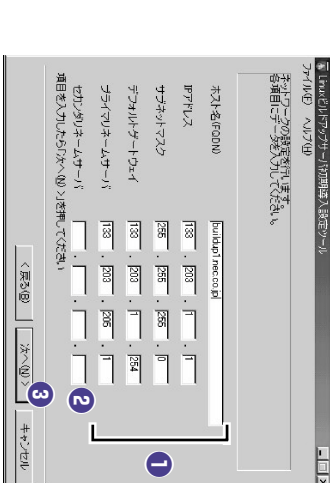 Linuxビルドアップサーバ初期導入設定ツール
ファイル(F) ヘルプ(H)
ネットワークの設定を行います。
各項目にデータを入力してください。
ホスト名(FQDN) buildup1.nec.co.jp
IPアドレス 133 . 203 . 1 . 1
サブネットマスク 255 . 255 . 255 . 0
デフォルトゲートウェイ 133 . 203 . 1 . 254
プライマリネームサーバ 133 . 203 . 205 . 1
セカンダリネームサーバ . . .
項目を入力したら「次へ(N) >」を押してください
< 戻る(B) 次へ(N) > キャンセル
1
2
3